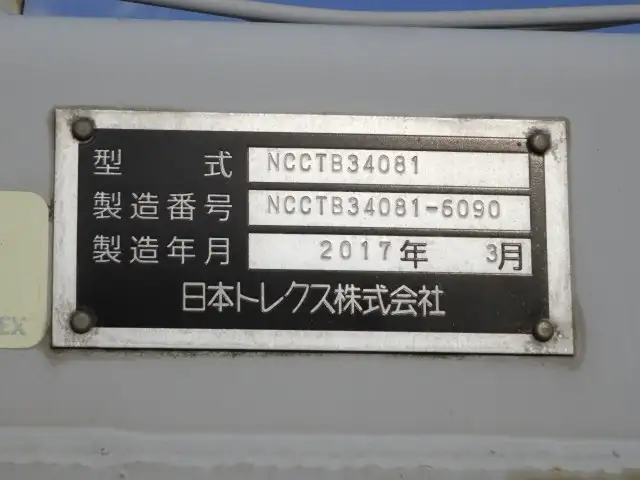 型 式 NCCTB34081
製造番号 NCCTB34081-6090
製造年月 2017年 3月
日本トレクス株式会社
EX